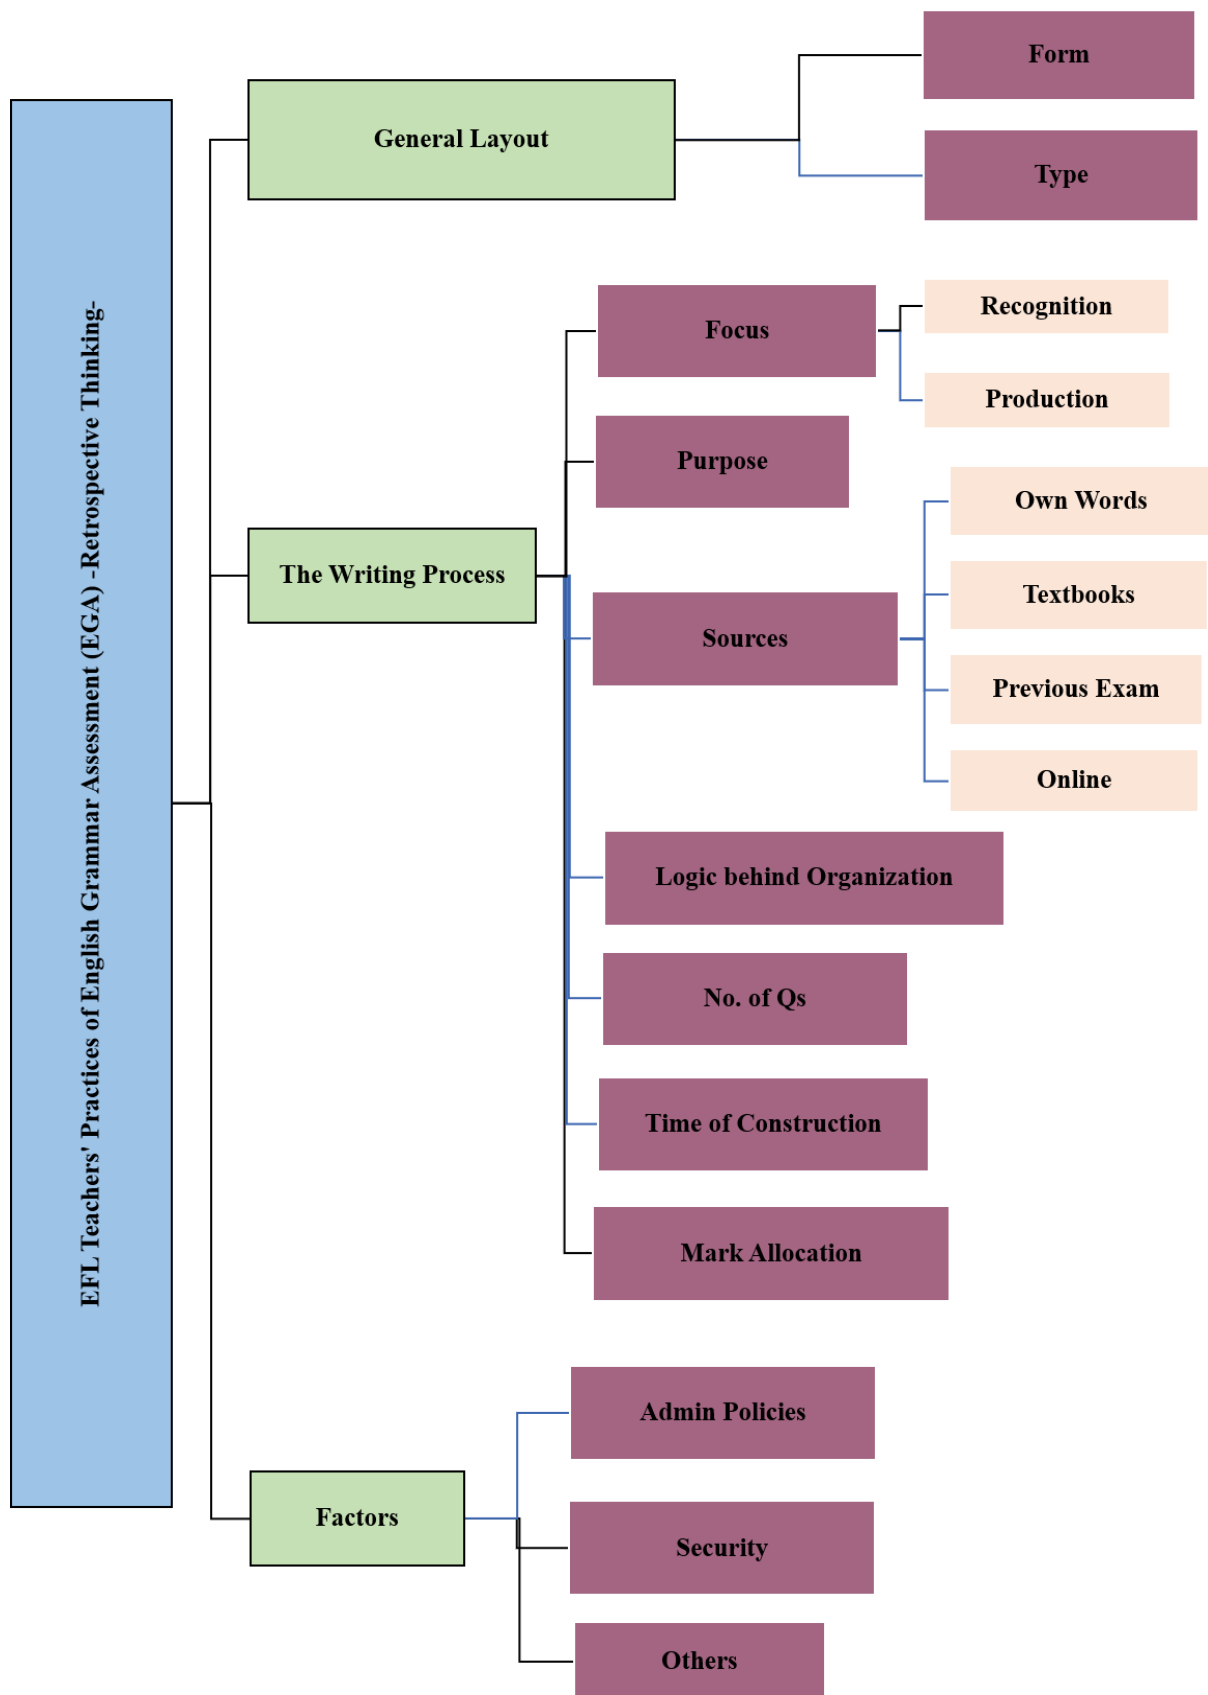 EFL Teachers' Practices of English Grammar Assessment (EGA) -Retrospective Thinking-
General Layout
Form
Type
The Writing Process
Focus
Recognition
Production
Purpose
Sources
Own Words
Textbooks
Previous Exam
Online
Logic behind Organization
No. of Qs
Time of Construction
Mark Allocation
Factors
Admin Policies
Security
Others